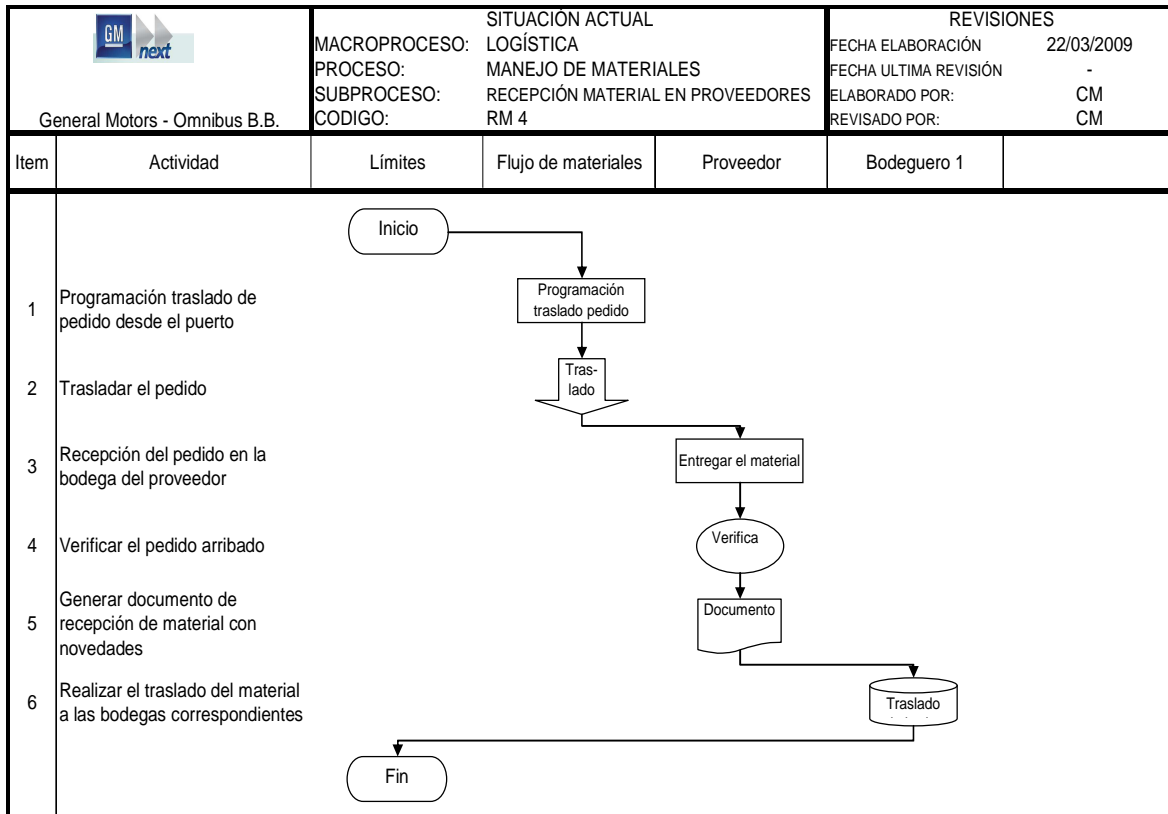 GM
next
General Motors - Omnibus B.B.
SITUACIÓN ACTUAL
MACROPROCESO: LOGÍSTICA
PROCESO: MANEJO DE MATERIALES
SUBPROCESO: RECEPCIÓN MATERIAL EN PROVEEDORES
CODIGO: RM 4
REVISIONES
FECHA ELABORACIÓN 22/03/2009
FECHA ULTIMA REVISIÓN -
ELABORADO POR: CM
REVISADO POR: CM
Item Actividad Límites Flujo de materiales Proveedor Bodeguero 1
Inicio
1 Programación traslado de
pedido desde el puerto
Programación
traslado pedido
2 Trasladar el pedido
Tras-
lado
3 Recepción del pedido en la
bodega del proveedor
Entregar el material
4 Verificar el pedido arribado
Verifica
5 Generar documento de
recepción de material con
novedades
Documento
6 Realizar el traslado del material
a las bodegas correspondientes
Traslado
Fin